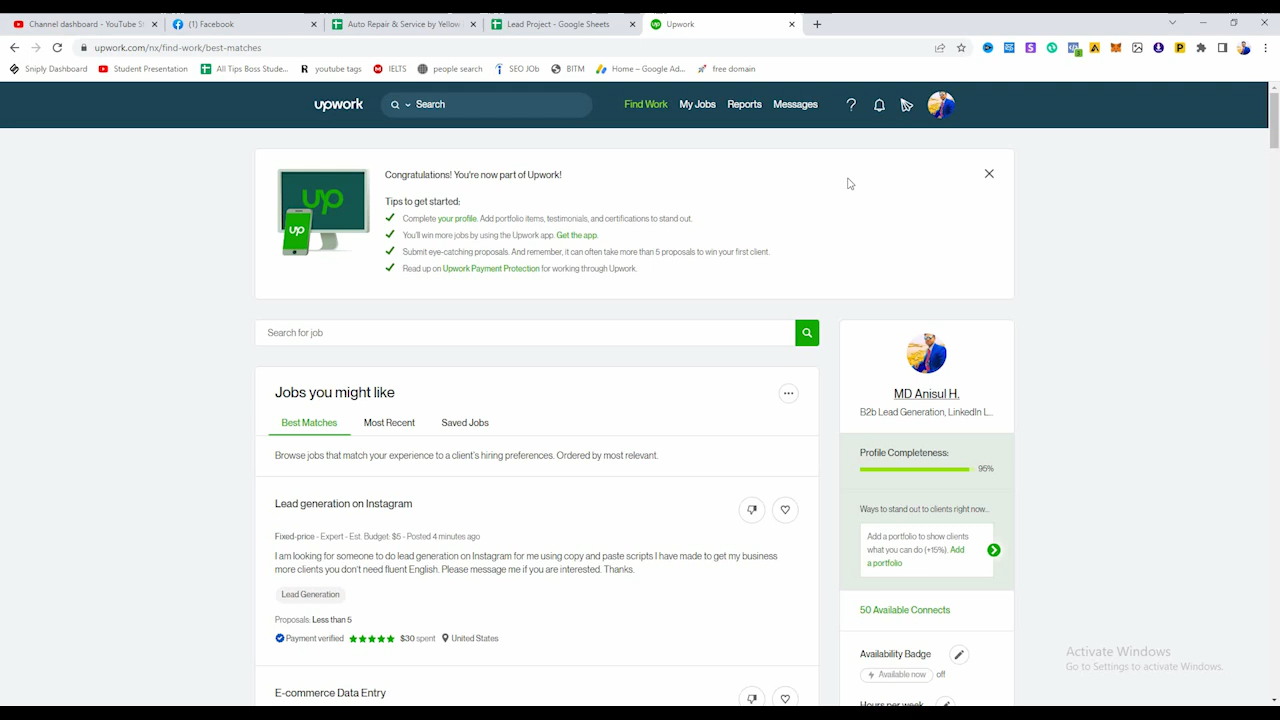 Channel dashboard - YouTube St
(1) Facebook
Auto Repair & Service by Yellow
Lead Project - Google Sheets
Upwork
upwork.com/nx/find-work/best-matches
Sniply Dashboard
Student Presentation
All Tips Boss Stude...
youtube tags
IELTS
people search
SEO JOb
BITM
Home – Google Ad...
free domain
upwork
Search
Find Work
My Jobs
Reports
Messages
Congratulations! You're now part of Upwork!
Tips to get started:
Complete your profile. Add portfolio items, testimonials, and certifications to stand out.
You'll win more jobs by using the Upwork app. Get the app.
Submit eye-catching proposals. And remember, it can often take more than 5 proposals to win your first client.
Read up on Upwork Payment Protection for working through Upwork.
up
up
Search for job
Jobs you might like
Best Matches
Most Recent
Saved Jobs
Browse jobs that match your experience to a client's hiring preferences. Ordered by most relevant.
Lead generation on Instagram
Fixed-price - Expert - Est. Budget: $5 - Posted 4 minutes ago
I am looking for someone to do lead generation on Instagram for me using copy and paste scripts I have made to get my business
more clients you don't need fluent English. Please message me if you are interested. Thanks.
Lead Generation
Proposals: Less than 5
Payment verified $30 spent United States
E-commerce Data Entry
MD Anisul H.
B2b Lead Generation, LinkedIn L...
Profile Completeness:
95%
Ways to stand out to clients right now...
Add a portfolio to show clients
what you can do (+15%). Add
a portfolio
50 Available Connects
Availability Badge
Available now off
Hours per week
Activate Windows
Go to Settings to activate Windows.